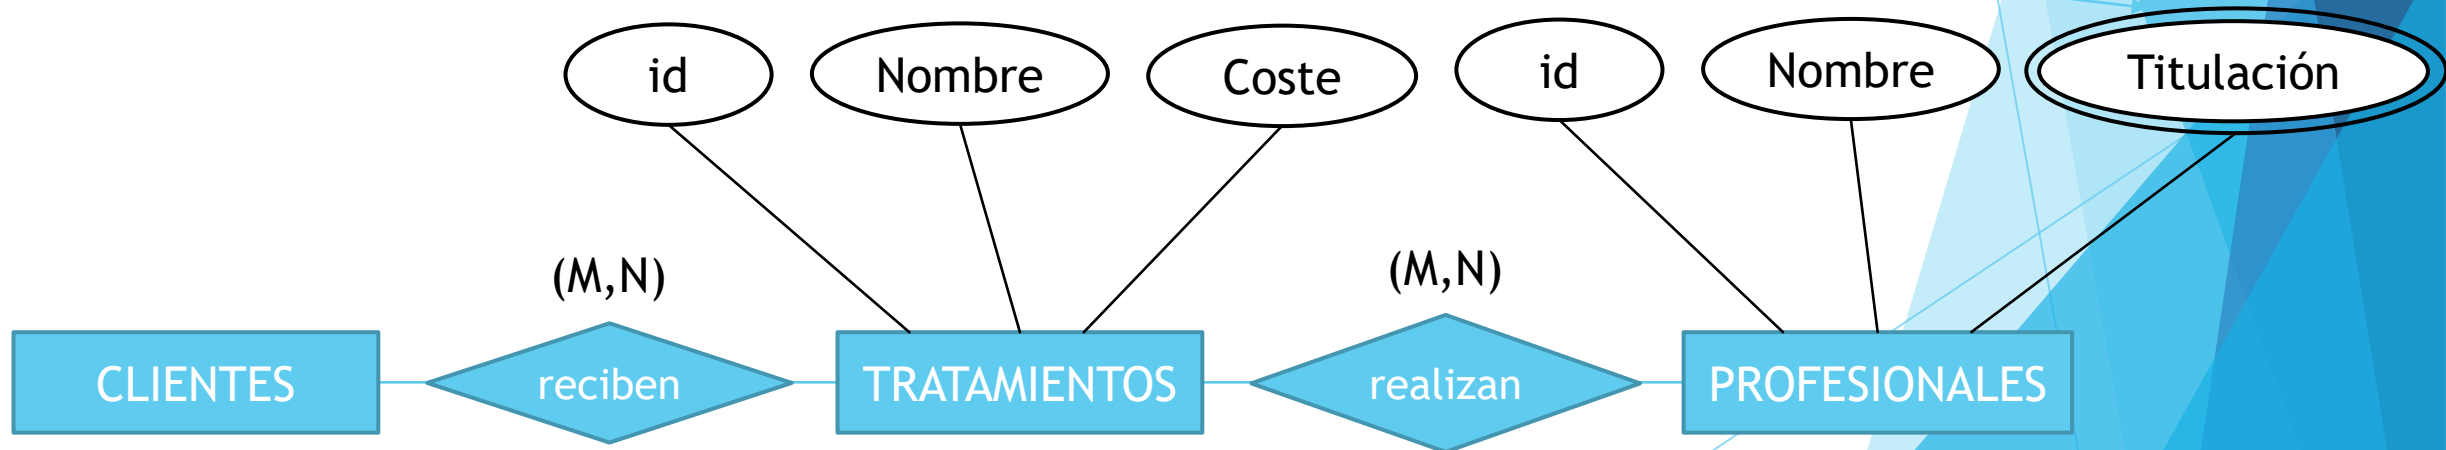 id
Nombre
Coste
id
Nombre
Titulación
(M,N)
(M,N)
CLIENTES
reciben
TRATAMIENTOS
realizan
PROFESIONALES